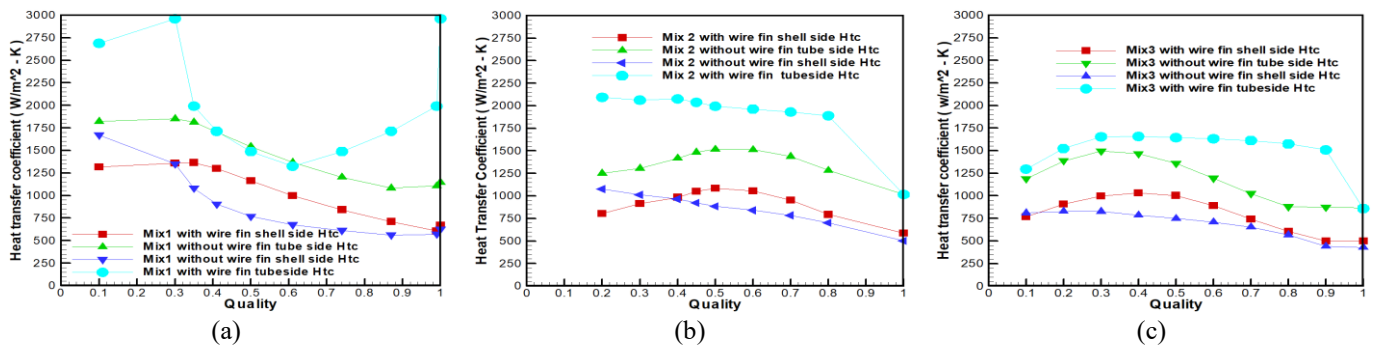 Heat transfer coefficient ( W/m^2 - K )
3000
2750
2500
2250
2000
1750
1500
1250
1000
750
500
250
0
Mix1 with wire fin shell side Htc
Mix1 without wire fin tube side Htc
Mix1 without wire fin shell side Htc
Mix1 with wire fin tubeside Htc
0 0.1 0.2 0.3 0.4 0.5 0.6 0.7 0.8 0.9 1
Quality
(a)
Heat Transfer Coefficient ( W/m^2 - K )
3000
2750
2500
2250
2000
1750
1500
1250
1000
750
500
250
0
Mix 2 with wire fin shell side Htc
Mix 2 without wire fin tube side Htc
Mix 2 without wire fin shell side Htc
Mix 2 with wire fin tubeside Htc
0 0.1 0.2 0.3 0.4 0.5 0.6 0.7 0.8 0.9 1
Quality
(b)
Heat transfer coefficient ( w/m^2 - K )
3000
2750
2500
2250
2000
1750
1500
1250
1000
750
500
250
0
Mix3 with wire fin shell side Htc
Mix3 without wire fin tube side Htc
Mix3 without wire fin shell side Htc
Mix3 with wire fin tubeside Htc
0 0.1 0.2 0.3 0.4 0.5 0.6 0.7 0.8 0.9 1
Quality
(c)